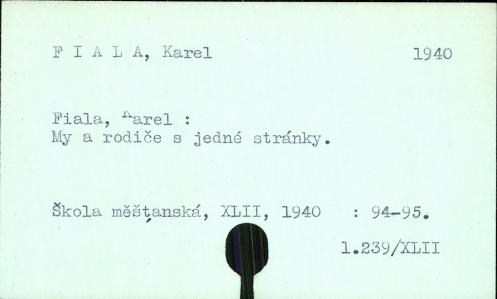 F I A L A, Karel 1940
Fiala, Karel :
My a rodiče s jedné stránky.
Škola měšťanská, XLII, 1940 : 94-95.
1.239/XLII